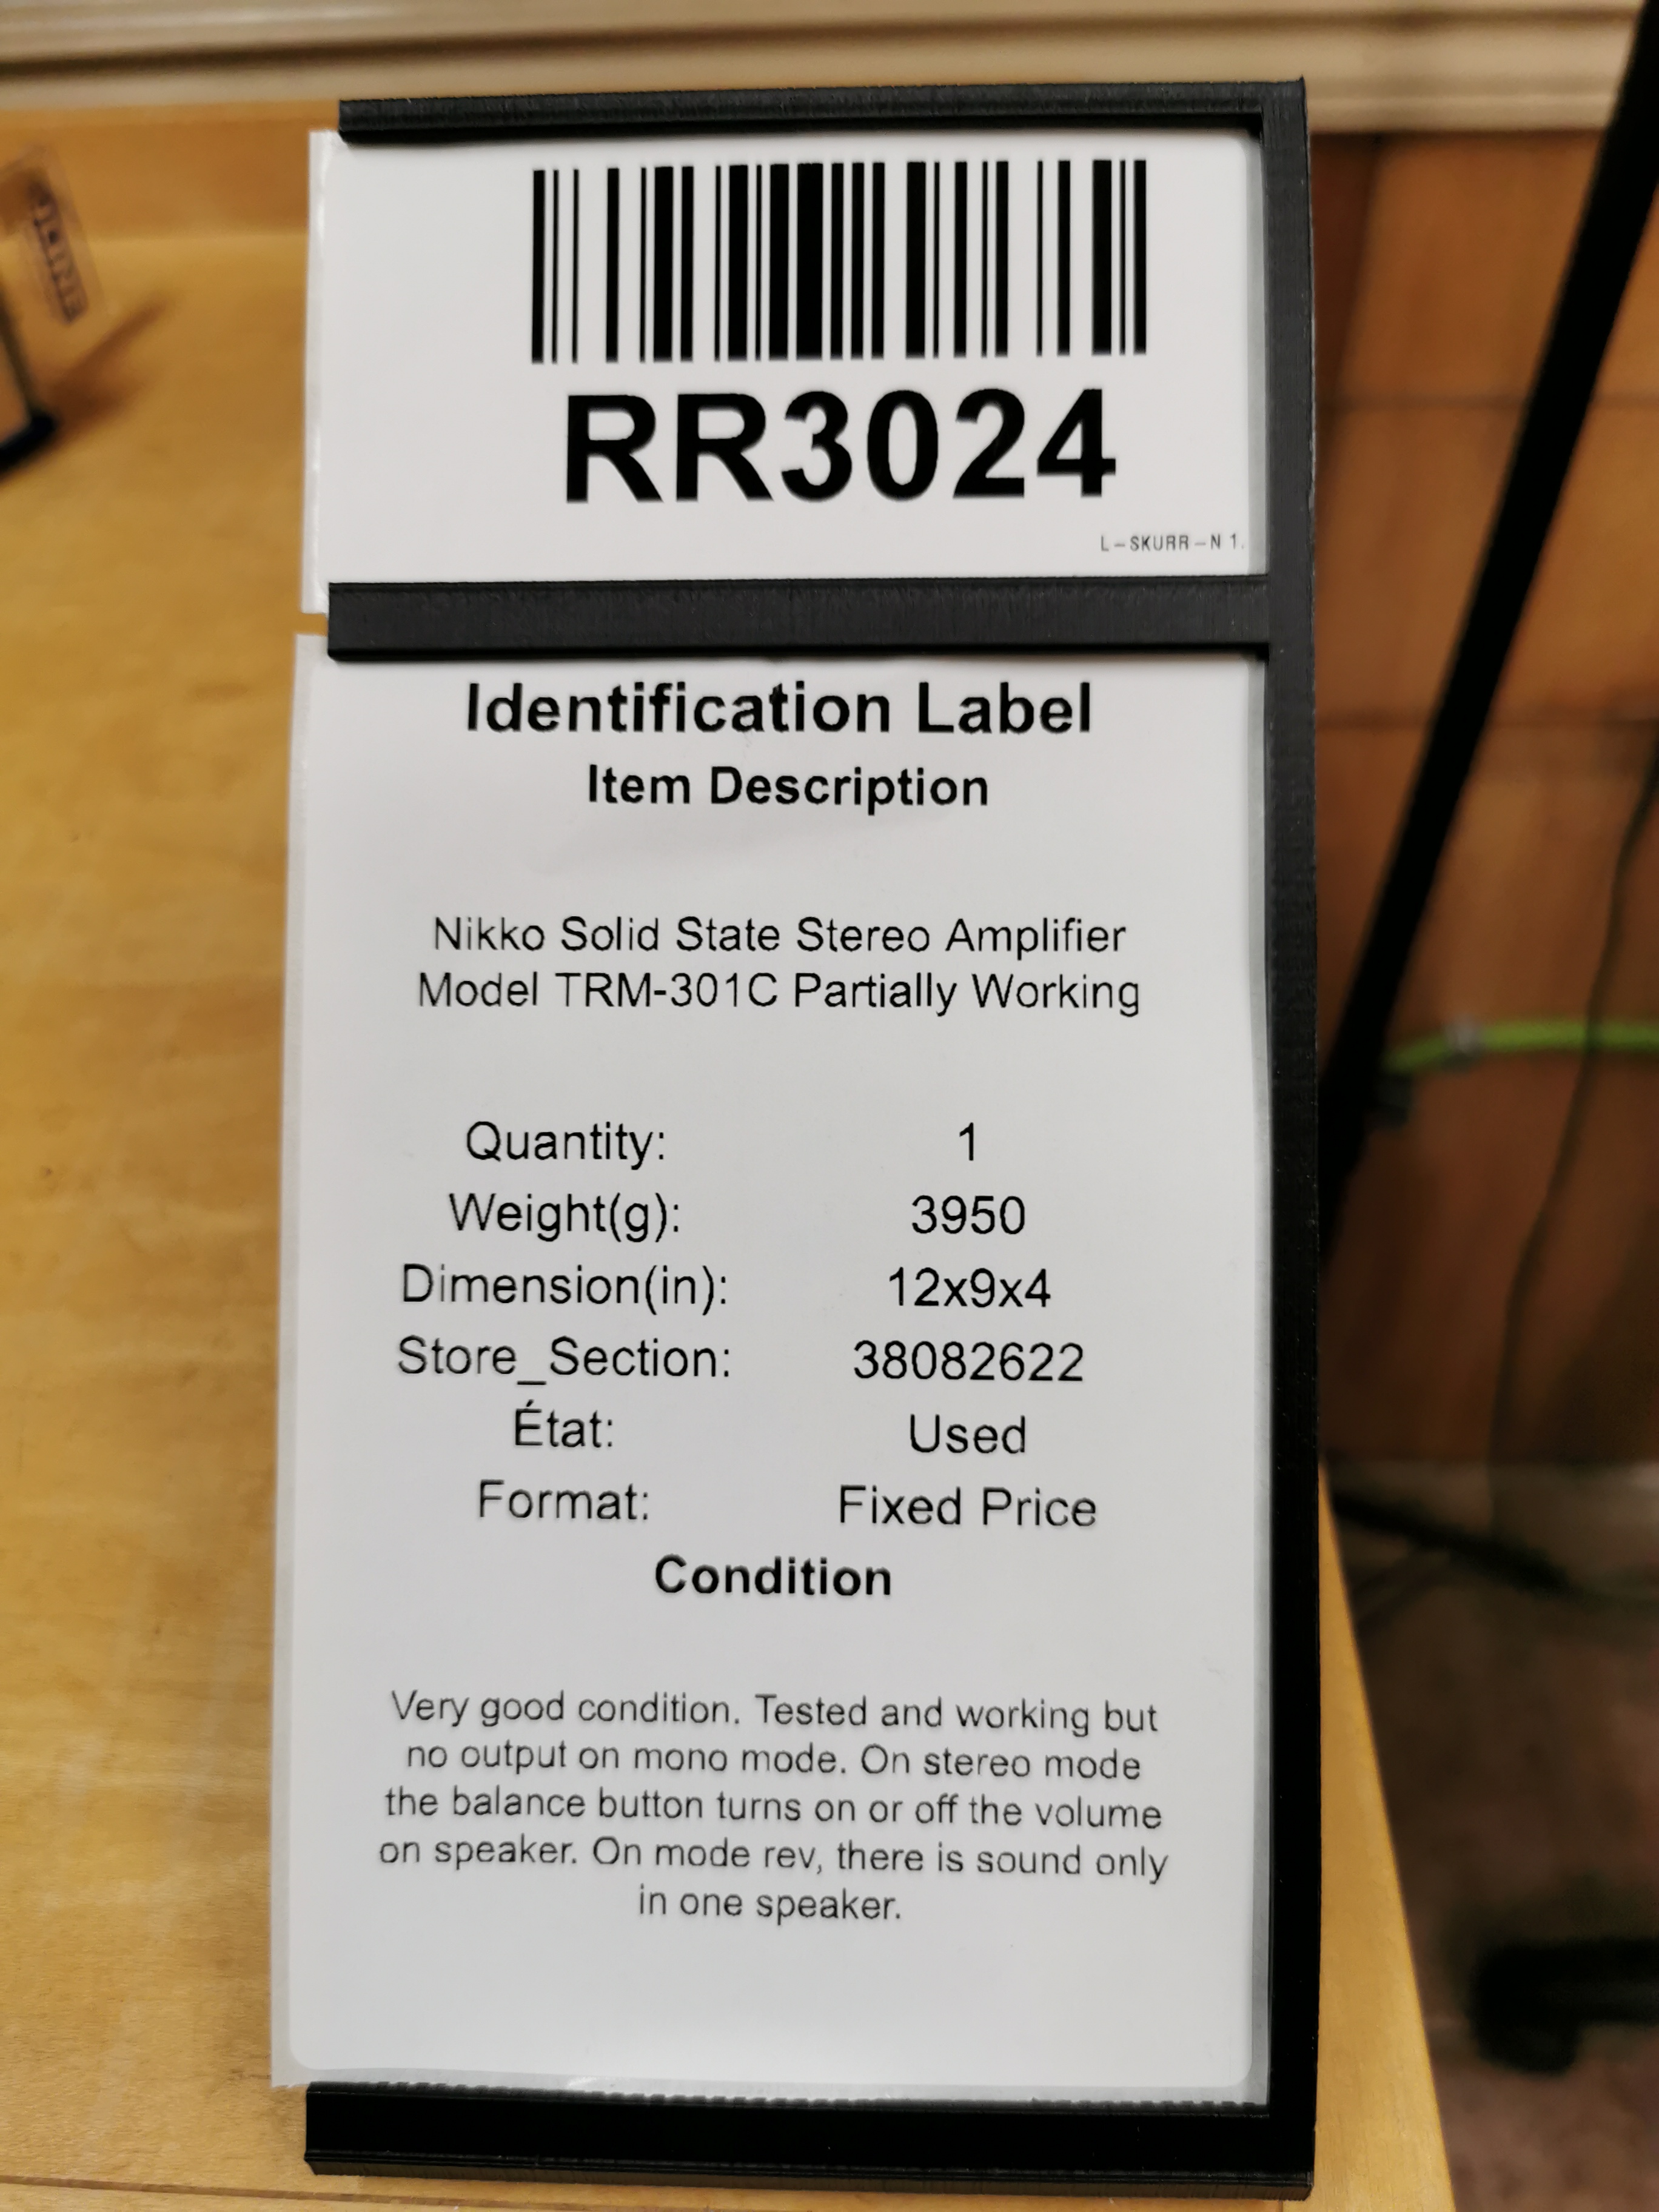 RR3024
L-SKURR-N 1.
Identification Label
Item Description
Nikko Solid State Stereo Amplifier
Model TRM-301C Partially Working
Quantity: 1
Weight(g): 3950
Dimension(in): 12x9x4
Store_Section: 38082622
État: Used
Format: Fixed Price
Condition
Very good condition. Tested and working but
no output on mono mode. On stereo mode
the balance button turns on or off the volume
on speaker. On mode rev, there is sound only
in one speaker.